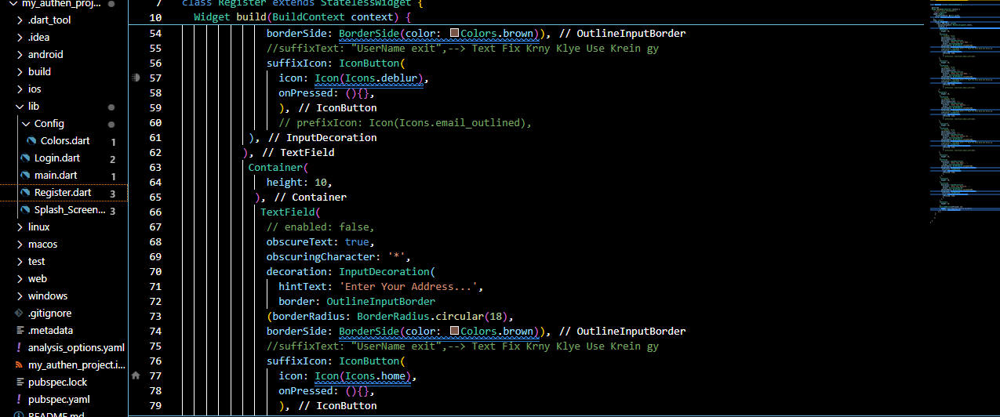 my_authen_proj...
.dart_tool
.idea
android
build
ios
lib
Config
Colors.dart 1
Login.dart 2
main.dart 1
Register.dart 3
Splash_Screen... 3
linux
macos
test
web
windows
.gitignore
.metadata
analysis_options.yaml
my_authen_project.i...
pubspec.lock
pubspec.yaml
README.md
7 class Register extends StatelessWidget {
10 Widget build(BuildContext context) {
54 borderSide: BorderSide(color: Colors.brown)), // OutlineInputBorder
55 //suffixText: "UserName exit",--> Text Fix Krny Klye Use Krein gy
56 suffixIcon: IconButton(
57 icon: Icon(Icons.deblur),
58 onPressed: (){},
59 ), // IconButton
60 // prefixIcon: Icon(Icons.email_outlined),
61 ), // InputDecoration
62 ), // TextField
63 Container(
64 height: 10,
65 ), // Container
66 TextField(
67 // enabled: false,
68 obscureText: true,
69 obscuringCharacter: '*',
70 decoration: InputDecoration(
71 hintText: 'Enter Your Address...',
72 border: OutlineInputBorder
73 (borderRadius: BorderRadius.circular(18),
74 borderSide: BorderSide(color: Colors.brown)), // OutlineInputBorder
75 //suffixText: "UserName exit",--> Text Fix Krny Klye Use Krein gy
76 suffixIcon: IconButton(
77 icon: Icon(Icons.home),
78 onPressed: (){},
79 ), // IconButton